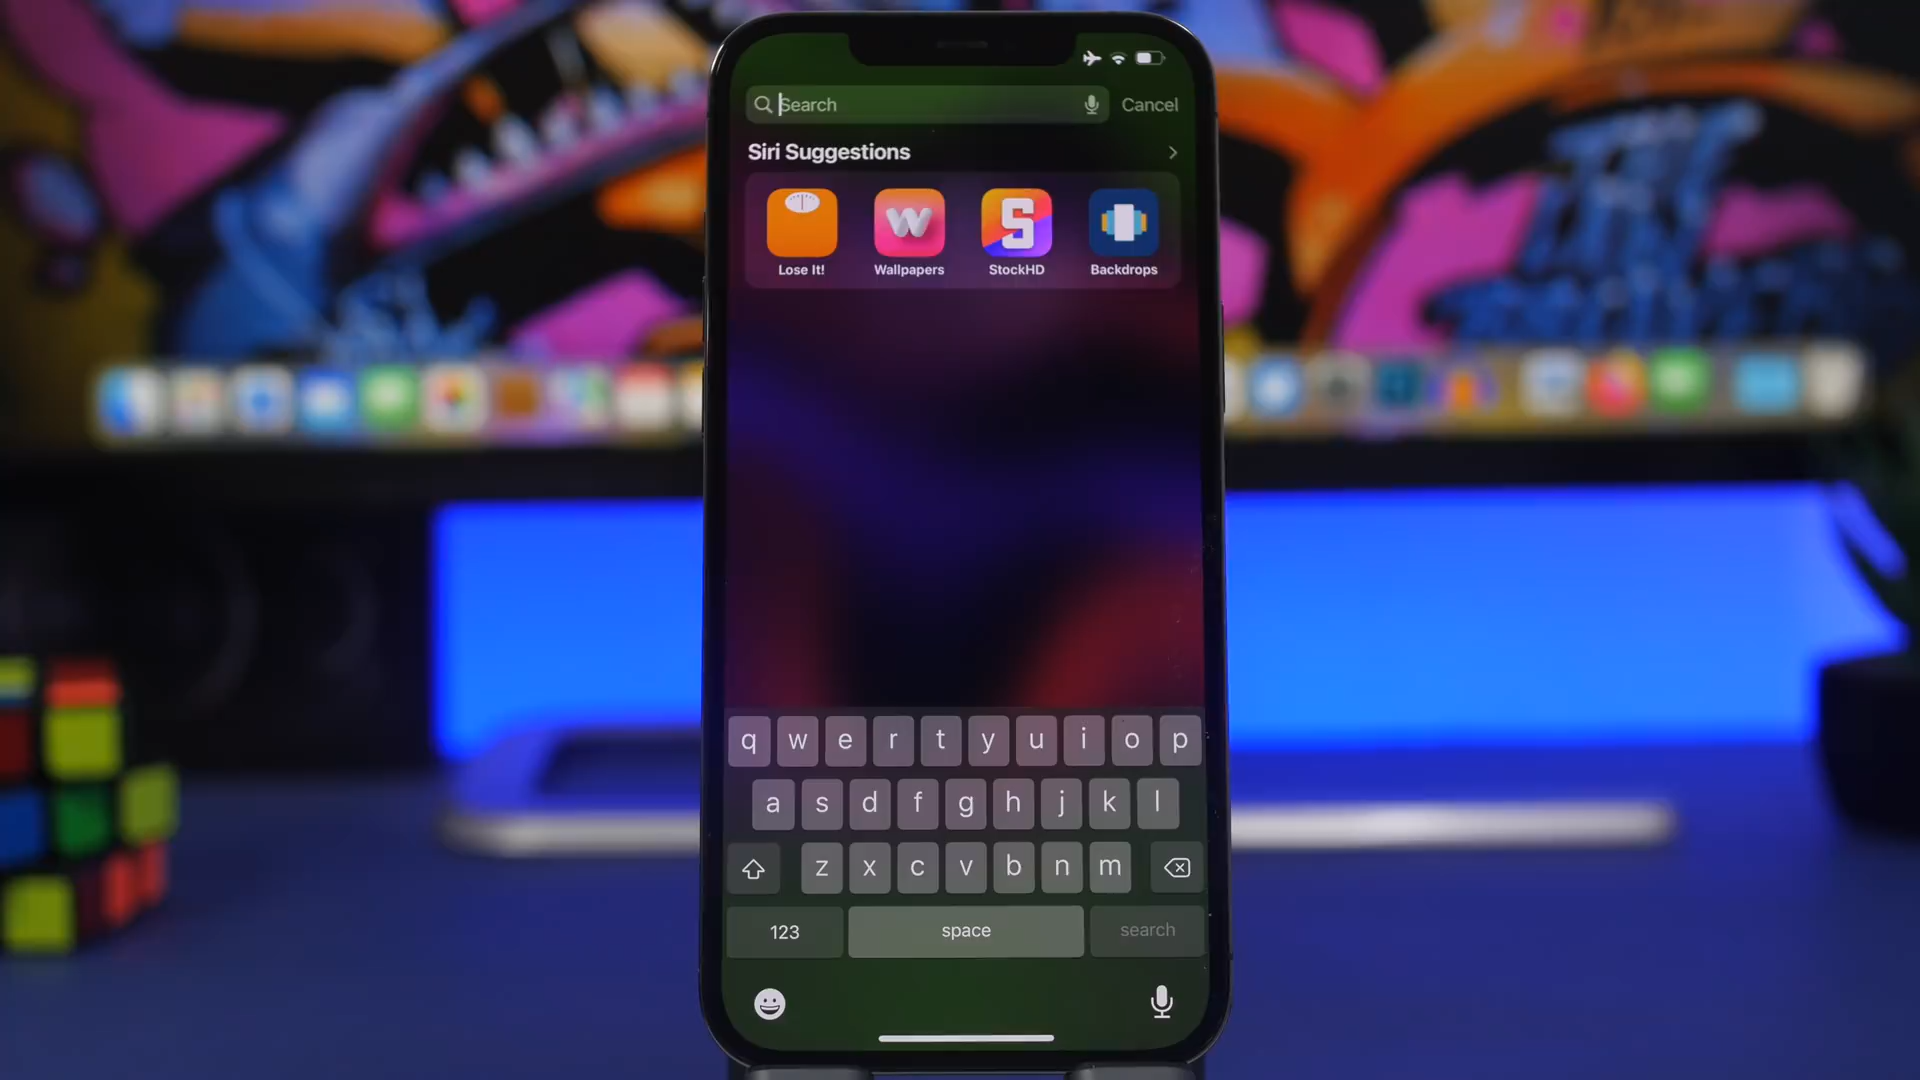 Search
Cancel
Siri Suggestions
Lose It!
Wallpapers
StockHD
Backdrops
q w e r t y u i o p
a s d f g h j k l
z x c v b n m
123 space search